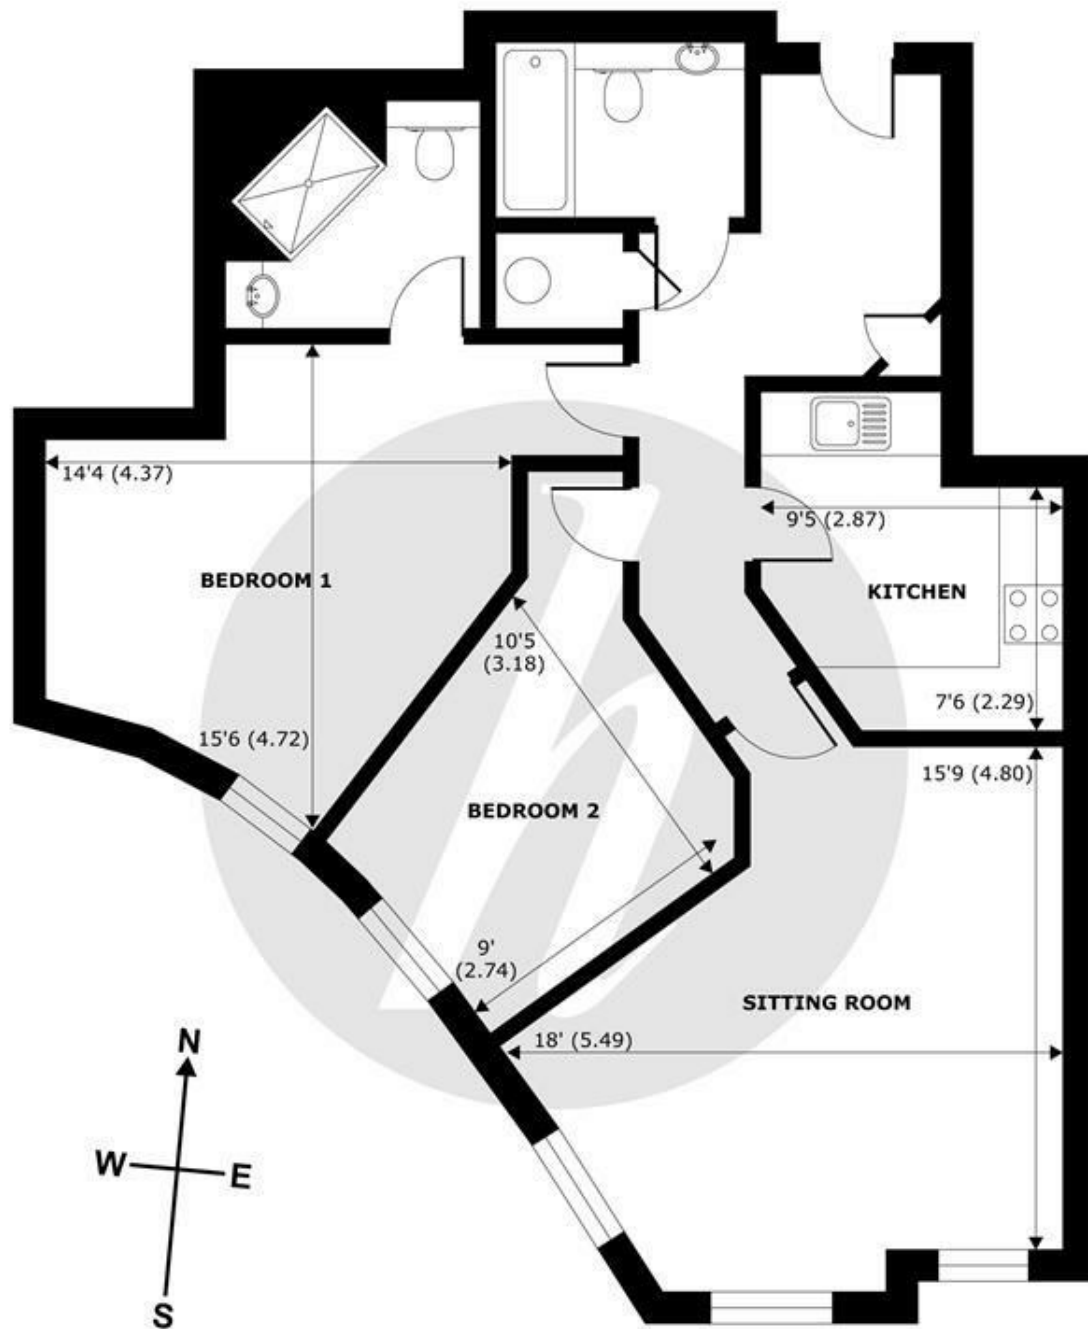 14'4 (4.37)
9'5 (2.87)
BEDROOM 1
KITCHEN
10'5
(3.18)
7'6 (2.29)
15'6 (4.72)
15'9 (4.80)
BEDROOM 2
9'
(2.74)
SITTING ROOM
18' (5.49)
N
W
E
S